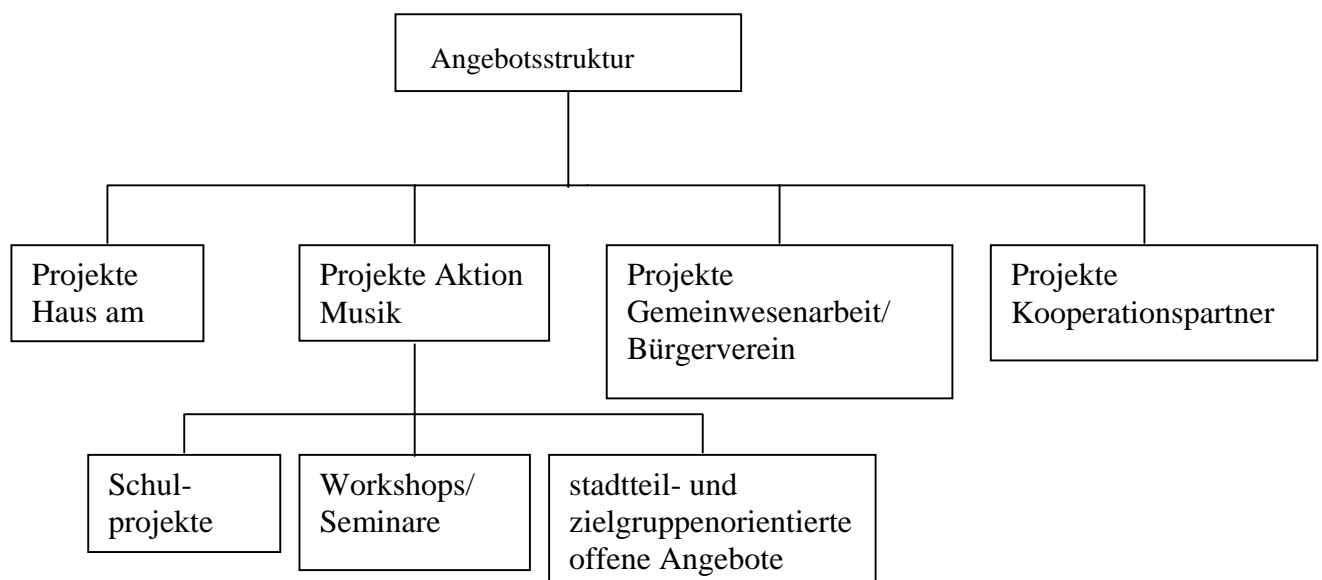 Angebotsstruktur
Projekte
Haus am
Projekte Aktion
Musik
Projekte
Gemeinwesenarbeit/
Bürgerverein
Projekte
Kooperationspartner
Schul-
projekte
Workshops/
Seminare
stadtteil- und
zielgruppenorientierte
offene Angebote